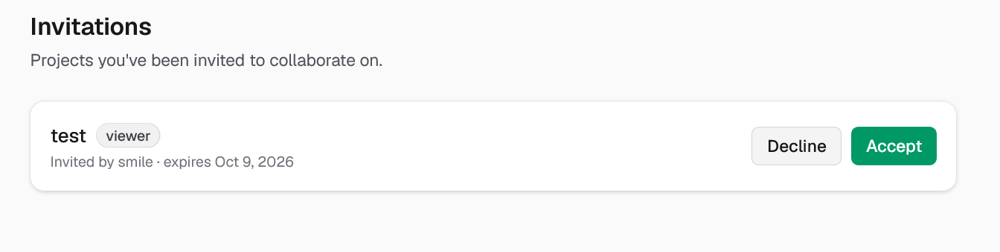 Invitations
Projects you've been invited to collaborate on.
test viewer
Invited by smile · expires Oct 9, 2026
Decline Accept